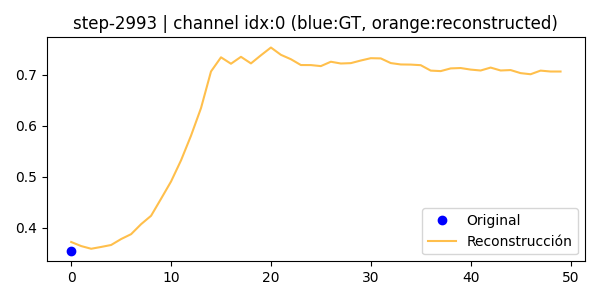 step-2993 | channel idx:0 (blue:GT, orange:reconstructed)
0.7
0.6
0.5
0.4
Original
Reconstrucción
0 10 20 30 40 50